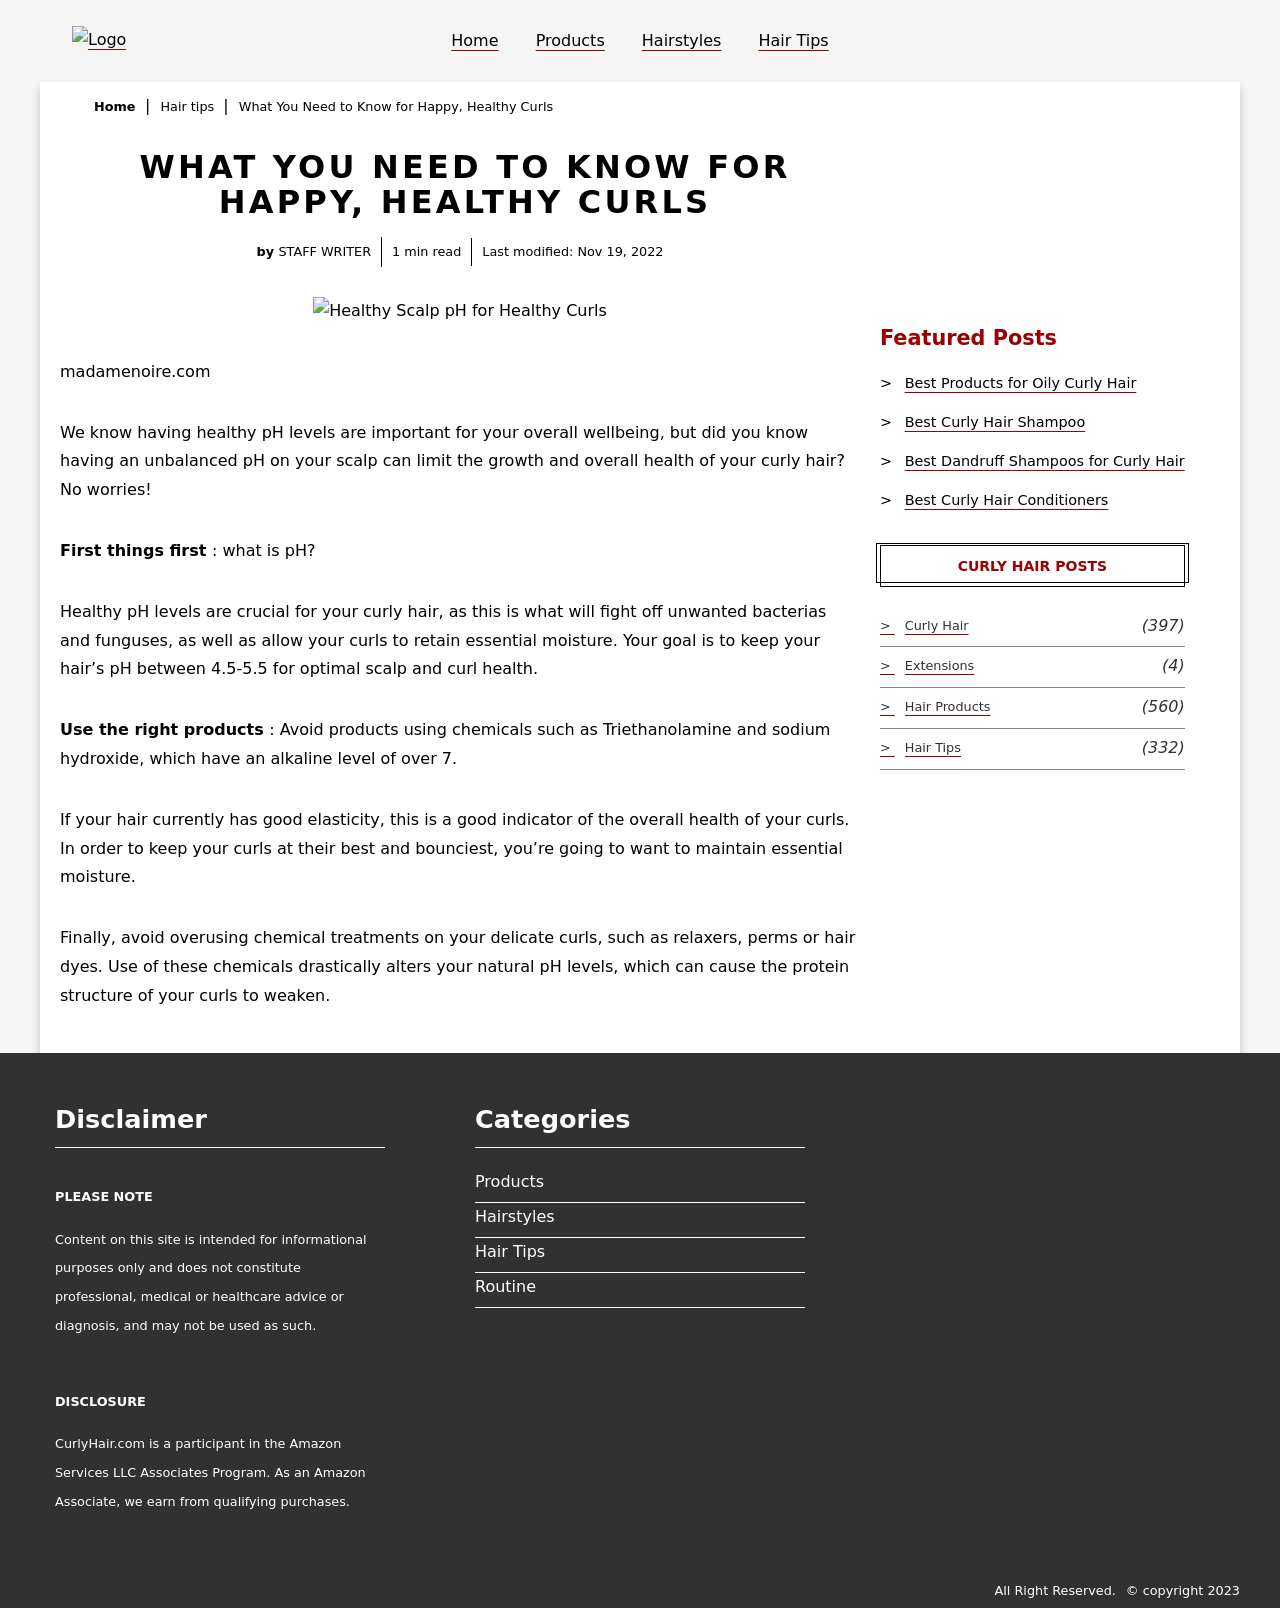 Logo
Home Products Hairstyles Hair Tips
Home | Hair tips | What You Need to Know for Happy, Healthy Curls
WHAT YOU NEED TO KNOW FOR
HAPPY, HEALTHY CURLS
by STAFF WRITER 1 min read Last modified: Nov 19, 2022
Healthy Scalp pH for Healthy Curls
madamenoire.com
We know having healthy pH levels are important for your overall wellbeing, but did you know
having an unbalanced pH on your scalp can limit the growth and overall health of your curly hair?
No worries!
First things first : what is pH?
Healthy pH levels are crucial for your curly hair, as this is what will fight off unwanted bacterias
and funguses, as well as allow your curls to retain essential moisture. Your goal is to keep your
hair’s pH between 4.5-5.5 for optimal scalp and curl health.
Use the right products : Avoid products using chemicals such as Triethanolamine and sodium
hydroxide, which have an alkaline level of over 7.
If your hair currently has good elasticity, this is a good indicator of the overall health of your curls.
In order to keep your curls at their best and bounciest, you’re going to want to maintain essential
moisture.
Finally, avoid overusing chemical treatments on your delicate curls, such as relaxers, perms or hair
dyes. Use of these chemicals drastically alters your natural pH levels, which can cause the protein
structure of your curls to weaken.
Featured Posts
> Best Products for Oily Curly Hair
> Best Curly Hair Shampoo
> Best Dandruff Shampoos for Curly Hair
> Best Curly Hair Conditioners
CURLY HAIR POSTS
> Curly Hair (397)
> Extensions (4)
> Hair Products (560)
> Hair Tips (332)
Disclaimer
PLEASE NOTE
Content on this site is intended for informational
purposes only and does not constitute
professional, medical or healthcare advice or
diagnosis, and may not be used as such.
DISCLOSURE
CurlyHair.com is a participant in the Amazon
Services LLC Associates Program. As an Amazon
Associate, we earn from qualifying purchases.
Categories
Products
Hairstyles
Hair Tips
Routine
All Right Reserved. © copyright 2023